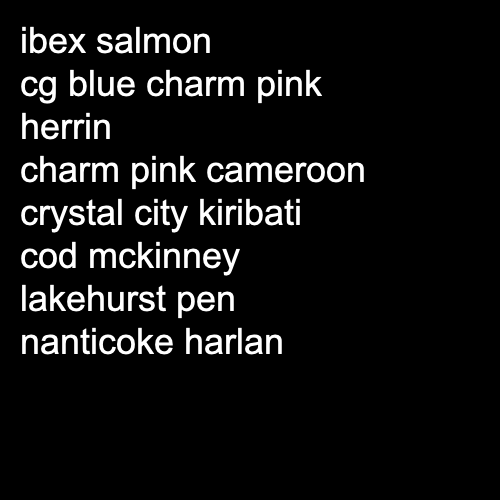 ibex salmon
cg blue charm pink
herrin
charm pink cameroon
crystal city kiribati
cod mckinney
lakehurst pen
nanticoke harlan